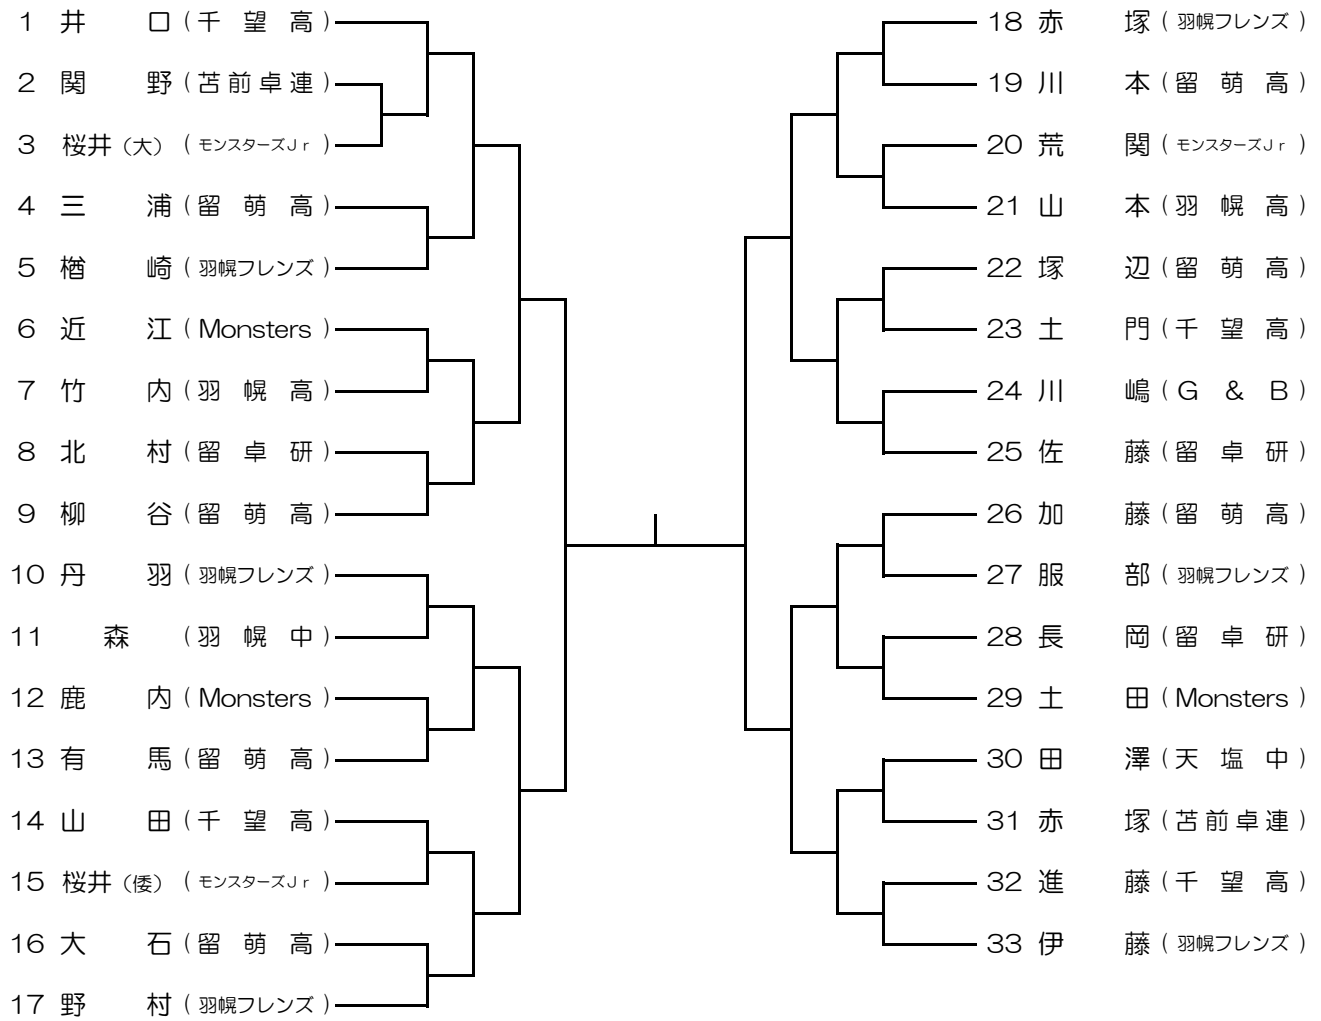 1 井口(千望高)
2 関野(苫前卓連)
3 桜井(大)(モンスターズJr)
4 三浦(留萌高)
5 楢崎(羽幌フレンズ)
6 近江(Monsters)
7 竹内(羽幌高)
8 北村(留卓研)
9 柳谷(留萌高)
10 丹羽(羽幌フレンズ)
11 森(羽幌中)
12 鹿内(Monsters)
13 有馬(留萌高)
14 山田(千望高)
15 桜井(倭)(モンスターズJr)
16 大石(留萌高)
17 野村(羽幌フレンズ)
18 赤塚(羽幌フレンズ)
19 川本(留萌高)
20 荒関(モンスターズJr)
21 山本(羽幌高)
22 塚辺(留萌高)
23 土門(千望高)
24 川嶋(G&B)
25 佐藤(留卓研)
26 加藤(留萌高)
27 服部(羽幌フレンズ)
28 長岡(留卓研)
29 土田(Monsters)
30 田澤(天塩中)
31 赤塚(苫前卓連)
32 進藤(千望高)
33 伊藤(羽幌フレンズ)